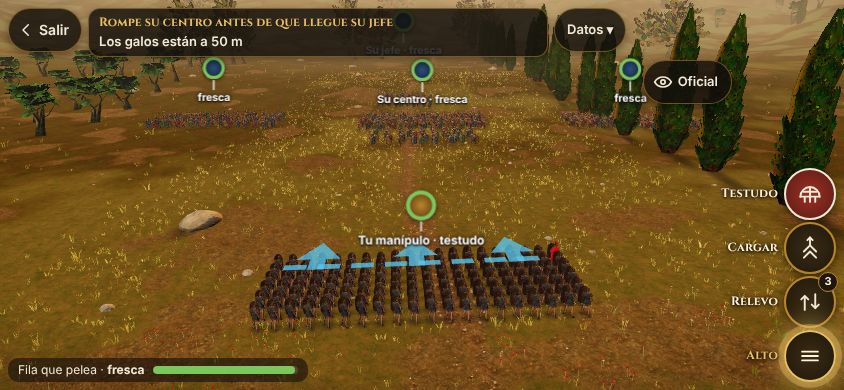 Salir
ROMPE SU CENTRO ANTES DE QUE LLEGUE SU JEFE
Los galos están a 50 m
Datos ▾
Su jefe · fresca
fresca
Su centro · fresca
fresca
Oficial
Tu manípulo · testudo
TESTUDO
CARGAR
3
RELEVO
ALTO
Fila que pelea · fresca